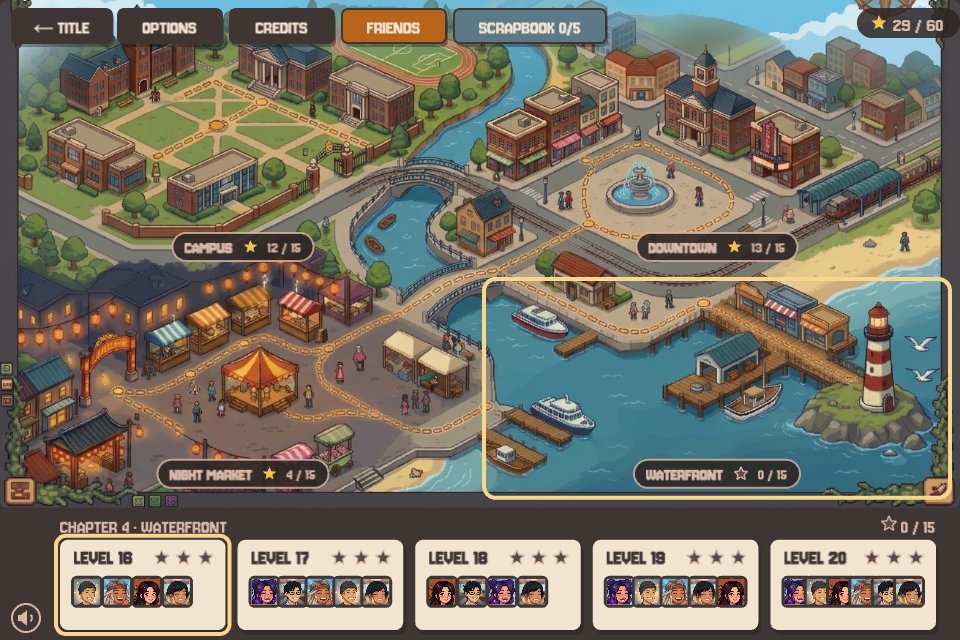 ← TITLE
OPTIONS
CREDITS
FRIENDS
SCRAPBOOK 0/5
29 / 60
CAMPUS 12 / 15
DOWNTOWN 13 / 15
NIGHT MARKET 4 / 15
WATERFRONT 0 / 15
CHAPTER 4 · WATERFRONT
0 / 15
LEVEL 16
LEVEL 17
LEVEL 18
LEVEL 19
LEVEL 20